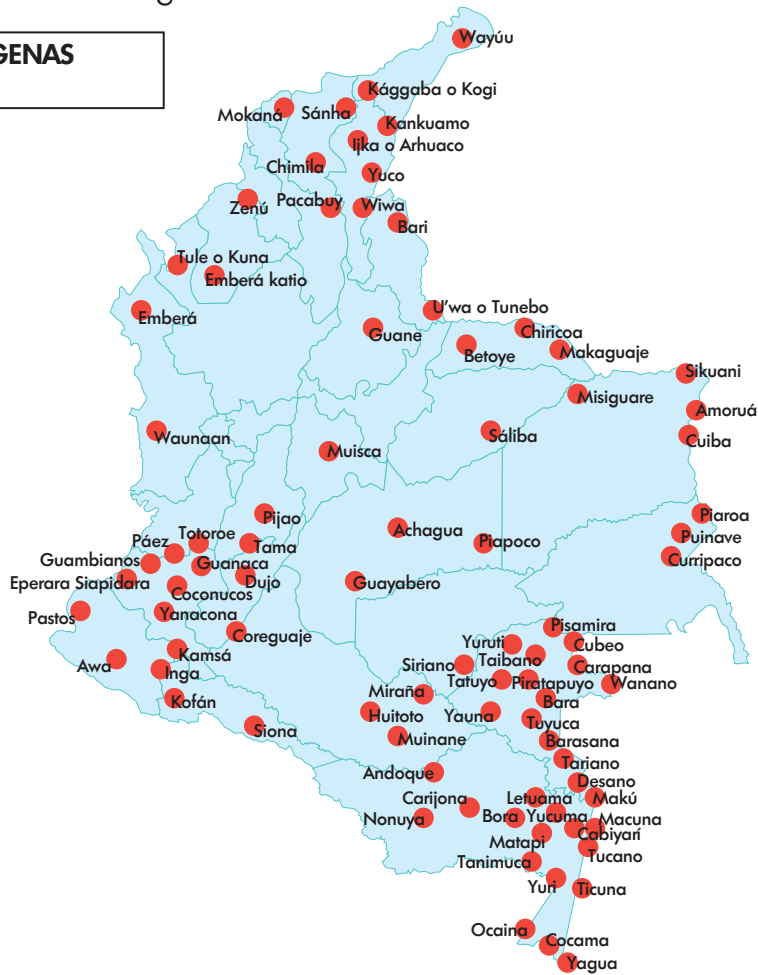 GENAS
Wayúu
Kággaba o Kogi
Mokaná
Sánha
Kankuamo
Ijka o Arhuaco
Chimila
Yuco
Pacabuy
Wiwa
Zenú
Bari
Tule o Kuna
Emberá katio
Emberá
U'wa o Tunebo
Guane
Chiricoa
Betoye
Makaguaje
Sikuani
Misiguare
Amoruá
Waunaan
Sáliba
Cuiba
Muisca
Pijao
Piaroa
Achagua
Totoroe
Páez
Tama
Piapoco
Puinave
Guambianos
Guanaca
Curripaco
Eperara Siapidara
Dujo
Guayabero
Coconucos
Pastos
Yanacona
Pisamira
Coreguaje
Yuruti
Cubeo
Kamsá
Siriano
Taibano
Awa
Carapana
Inga
Tatuyo
Piratapuyo
Wanano
Miraña
Kofán
Bara
Huitoto
Yauna
Tuyuca
Siona
Muinane
Barasana
Tariano
Andoque
Desano
Carijona
Letuama
Makú
Nonuya
Bora
Yucuma
Macuna
Cabiyarí
Matapi
Tucano
Tanimuca
Yuri
Ticuna
Ocaina
Cocama
Yagua